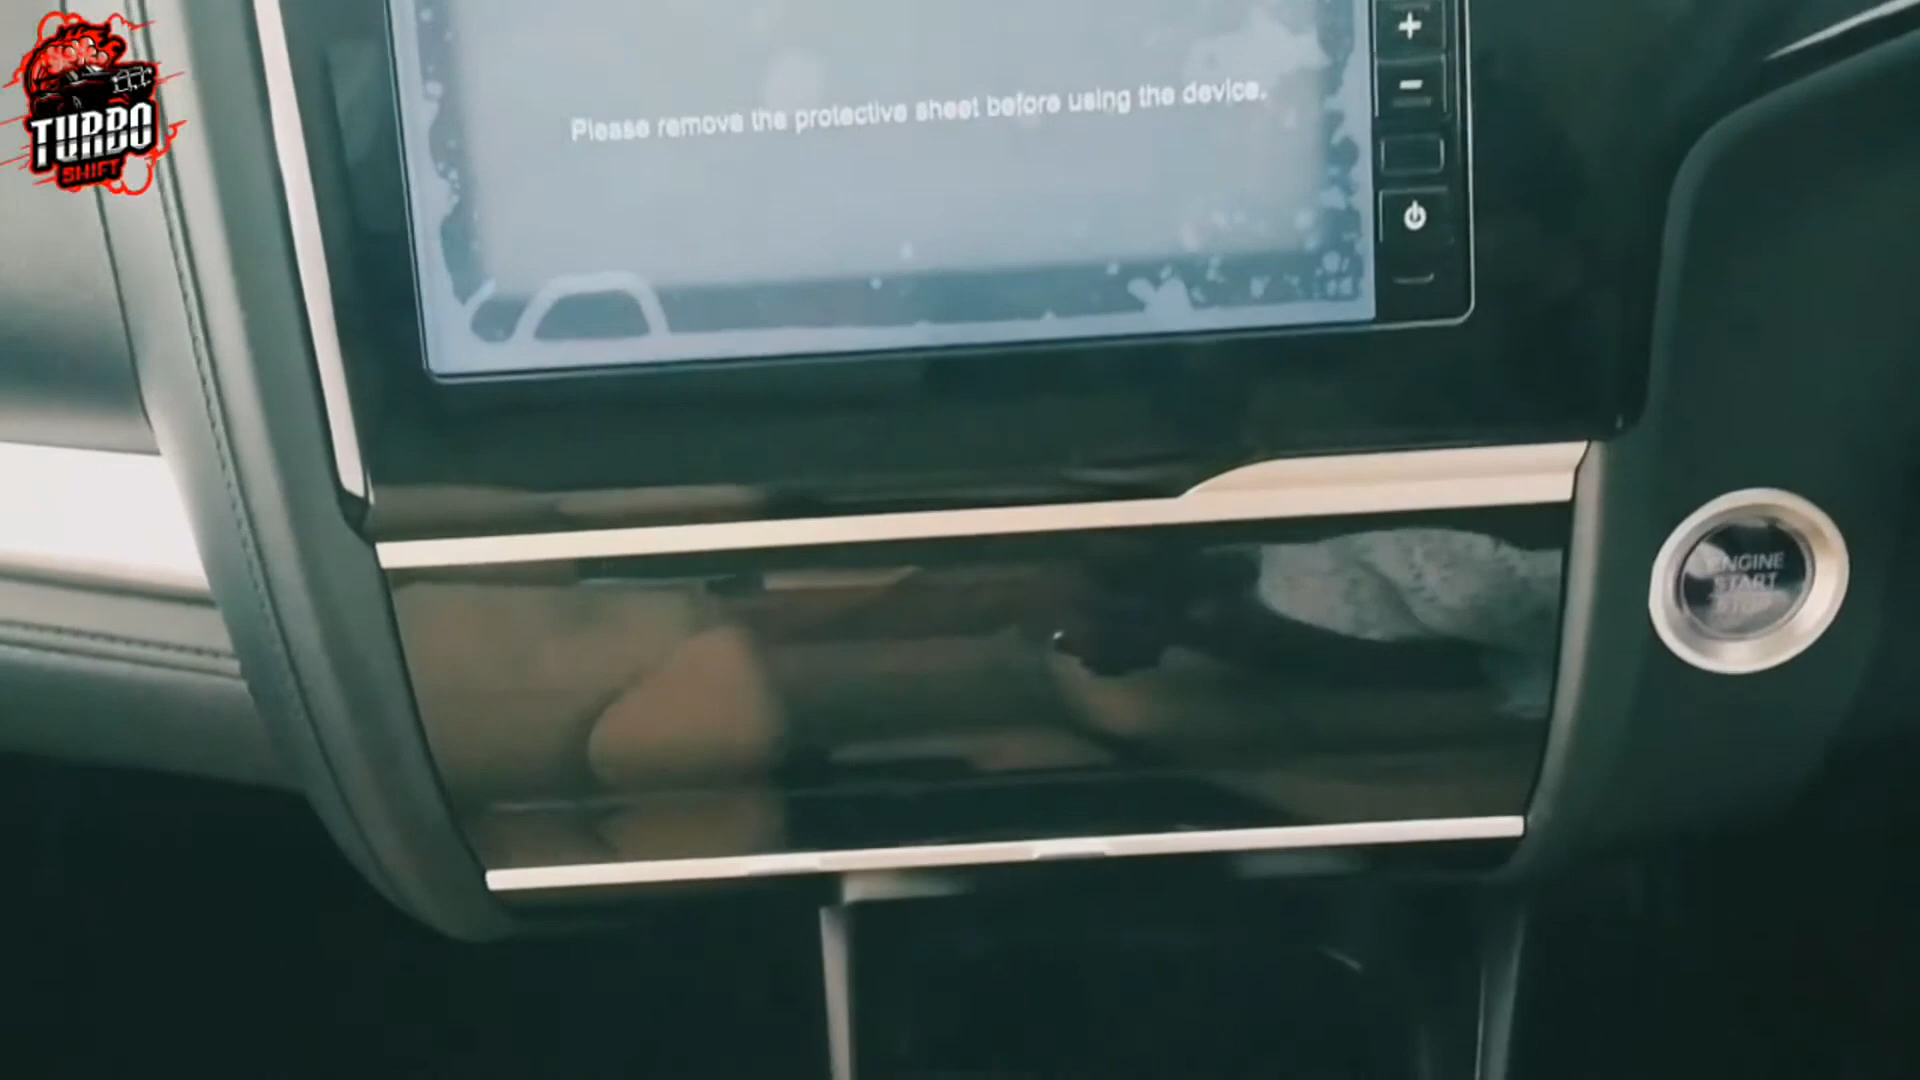 TURBO
SHIFT
Please remove the protective sheet before using the device.
ENGINE
START
STOP